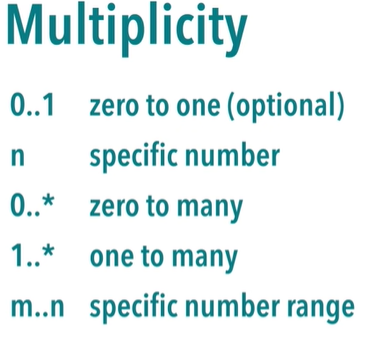 Multiplicity
0..1 zero to one (optional)
n specific number
0..* zero to many
1..* one to many
m..n specific number range